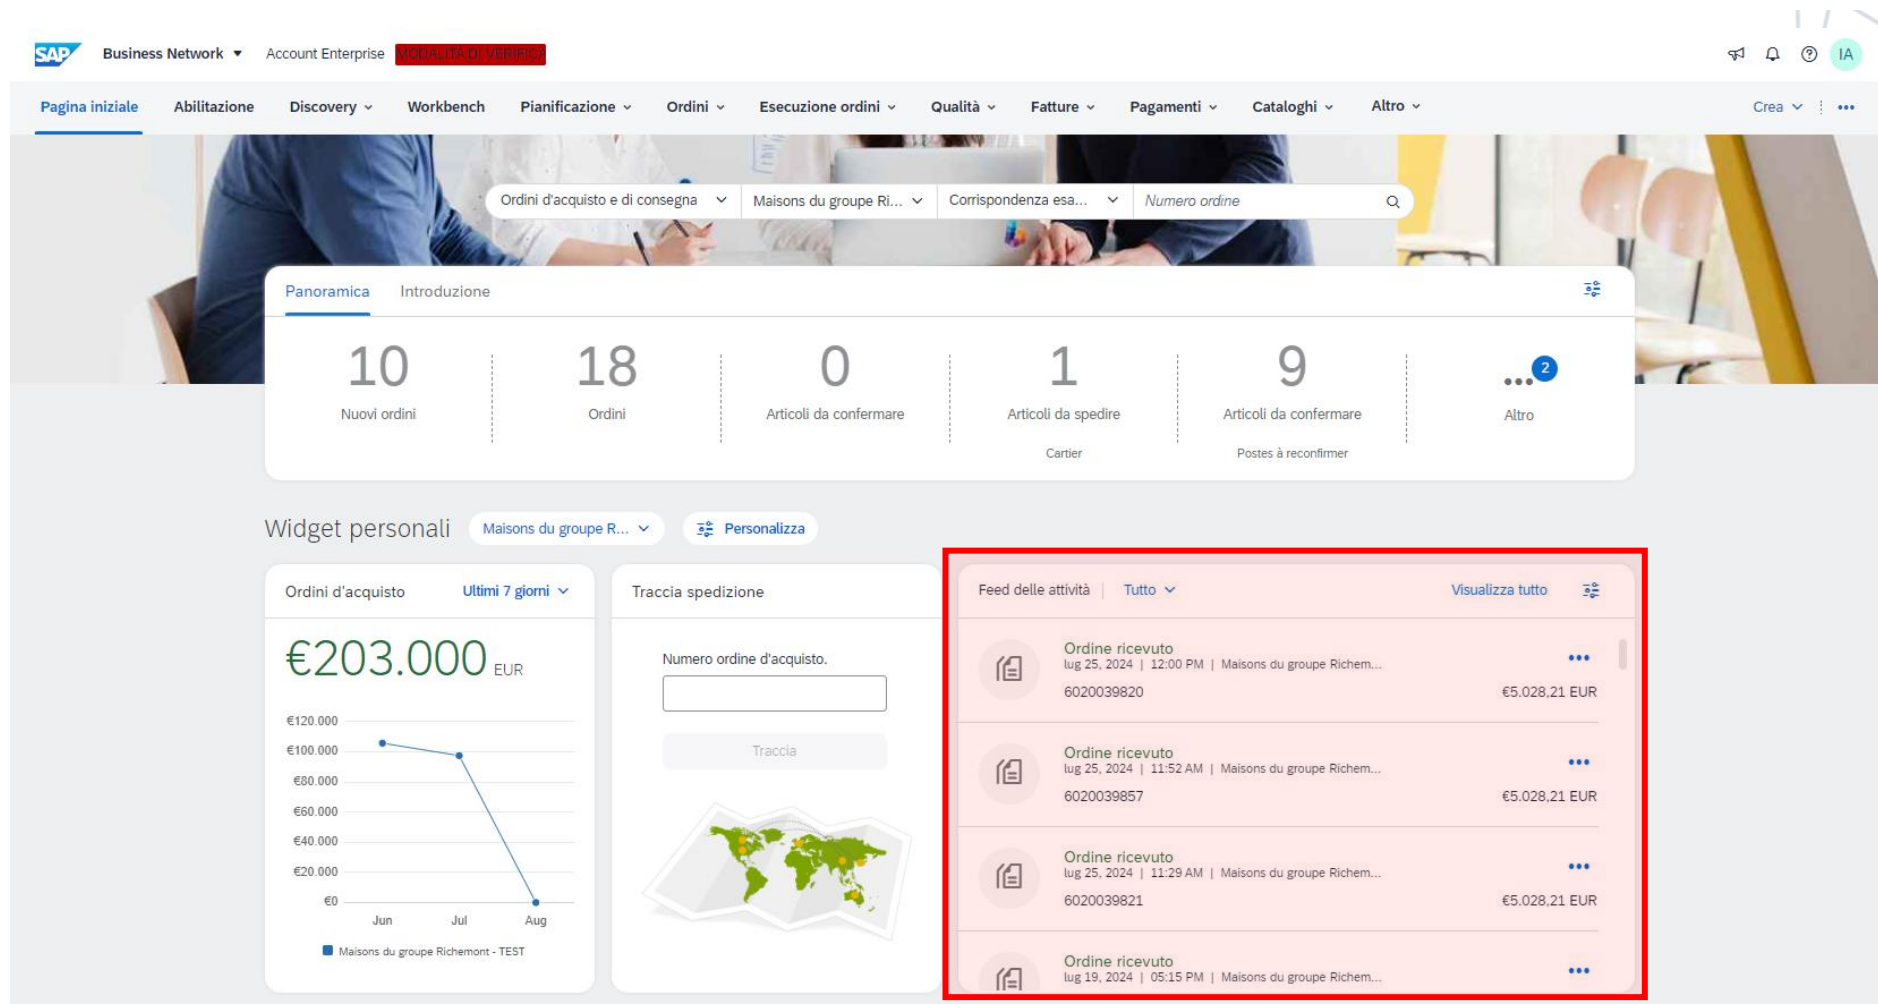 SAP Business Network Account Enterprise MODALITÀ DI VERIFICA IA
Pagina iniziale Abilitazione Discovery Workbench Pianificazione Ordini Esecuzione ordini Qualità Fatture Pagamenti Cataloghi Altro Crea
Ordini d'acquisto e di consegna Maisons du groupe Ri... Corrispondenza esa... Numero ordine
Panoramica Introduzione
10 18 0 1 9 ... 2
Nuovi ordini Ordini Articoli da confermare Articoli da spedire Articoli da confermare Altro
Cartier Postes à reconfirmer
Widget personali Maisons du groupe R... Personalizza
Ordini d'acquisto Ultimi 7 giorni
€203.000 EUR
€120.000
€100.000
€80.000
€60.000
€40.000
€20.000
€0
Jun Jul Aug
Maisons du groupe Richemont - TEST
Traccia spedizione
Numero ordine d'acquisto.
Traccia
Feed delle attività | Tutto Visualizza tutto
Ordine ricevuto
lug 25, 2024 | 12:00 PM | Maisons du groupe Richem...
6020039820 €5.028,21 EUR
Ordine ricevuto
lug 25, 2024 | 11:52 AM | Maisons du groupe Richem...
6020039857 €5.028,21 EUR
Ordine ricevuto
lug 25, 2024 | 11:29 AM | Maisons du groupe Richem...
6020039821 €5.028,21 EUR
Ordine ricevuto
lug 19, 2024 | 05:15 PM | Maisons du groupe Richem...